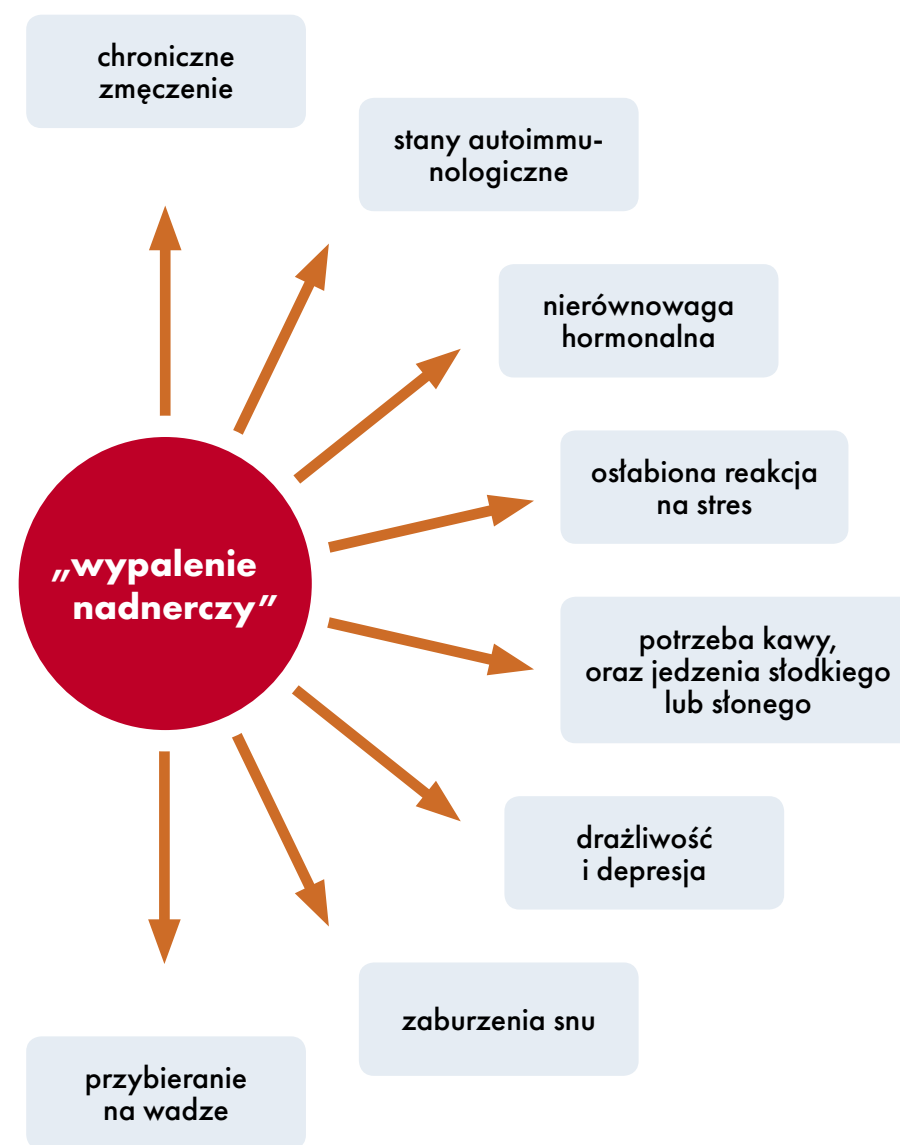 chroniczne
zmęczenie
stany autoimmu-
nologiczne
nierównowaga
hormonalna
osłabiona reakcja
na stres
„wypalenie
nadnerczy”
potrzeba kawy,
oraz jedzenia słodkiego
lub słonego
drażliwość
i depresja
zaburzenia snu
przybieranie
na wadze